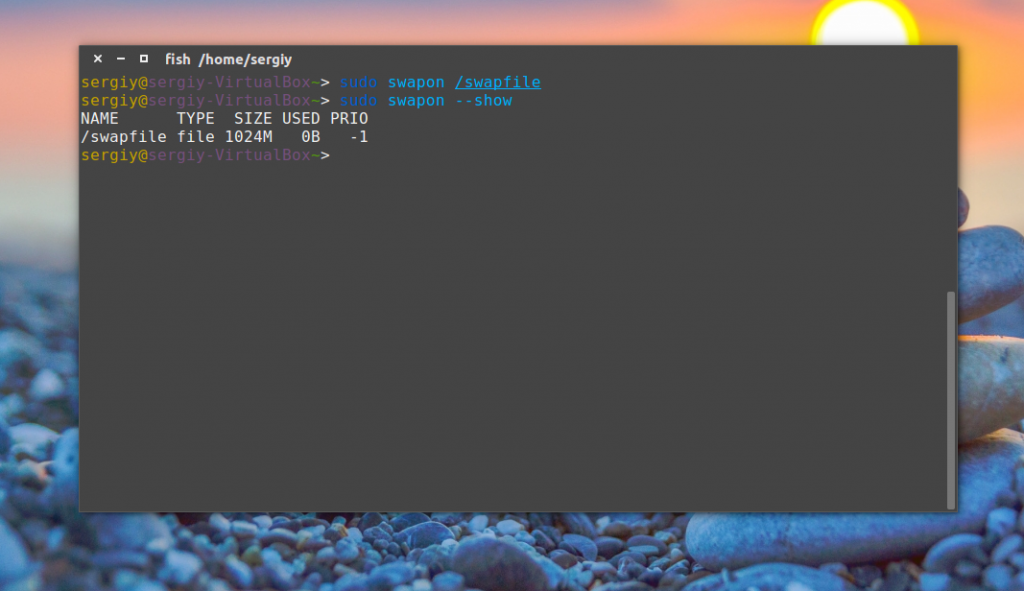 fish /home/sergiy
sergiy@sergiy-VirtualBox~> sudo swapon /swapfile
sergiy@sergiy-VirtualBox~> sudo swapon --show
NAME      TYPE  SIZE USED PRIO
/swapfile file 1024M   0B   -1
sergiy@sergiy-VirtualBox~>